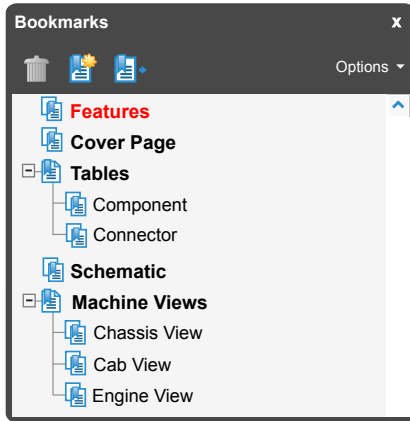 Bookmarks x
Options
Features
Cover Page
Tables
Component
Connector
Schematic
Machine Views
Chassis View
Cab View
Engine View